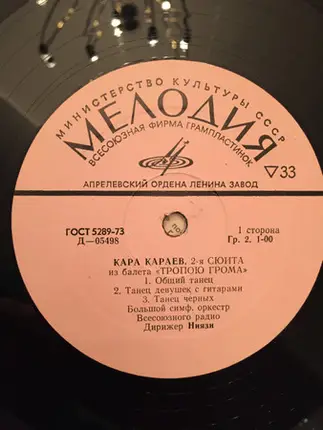 МИНИСТЕРСТВО КУЛЬТУРЫ СССР
МЕЛОДИЯ
ВСЕСОЮЗНАЯ ФИРМА ГРАМПЛАСТИНОК
▽33
АПРЕЛЕВСКИЙ ОРДЕНА ЛЕНИНА ЗАВОД
ГОСТ 5289-73
Д—05498
1 сторона
Гр. 2. 1-00
КАРА КАРАЕВ. 2-я СЮИТА
из балета «ТРОПОЮ ГРОМА»
1. Общий танец
2. Танец девушек с гитарами
3. Танец черных
Большой симф. оркестр
Всесоюзного радио
Дирижер Ниязи